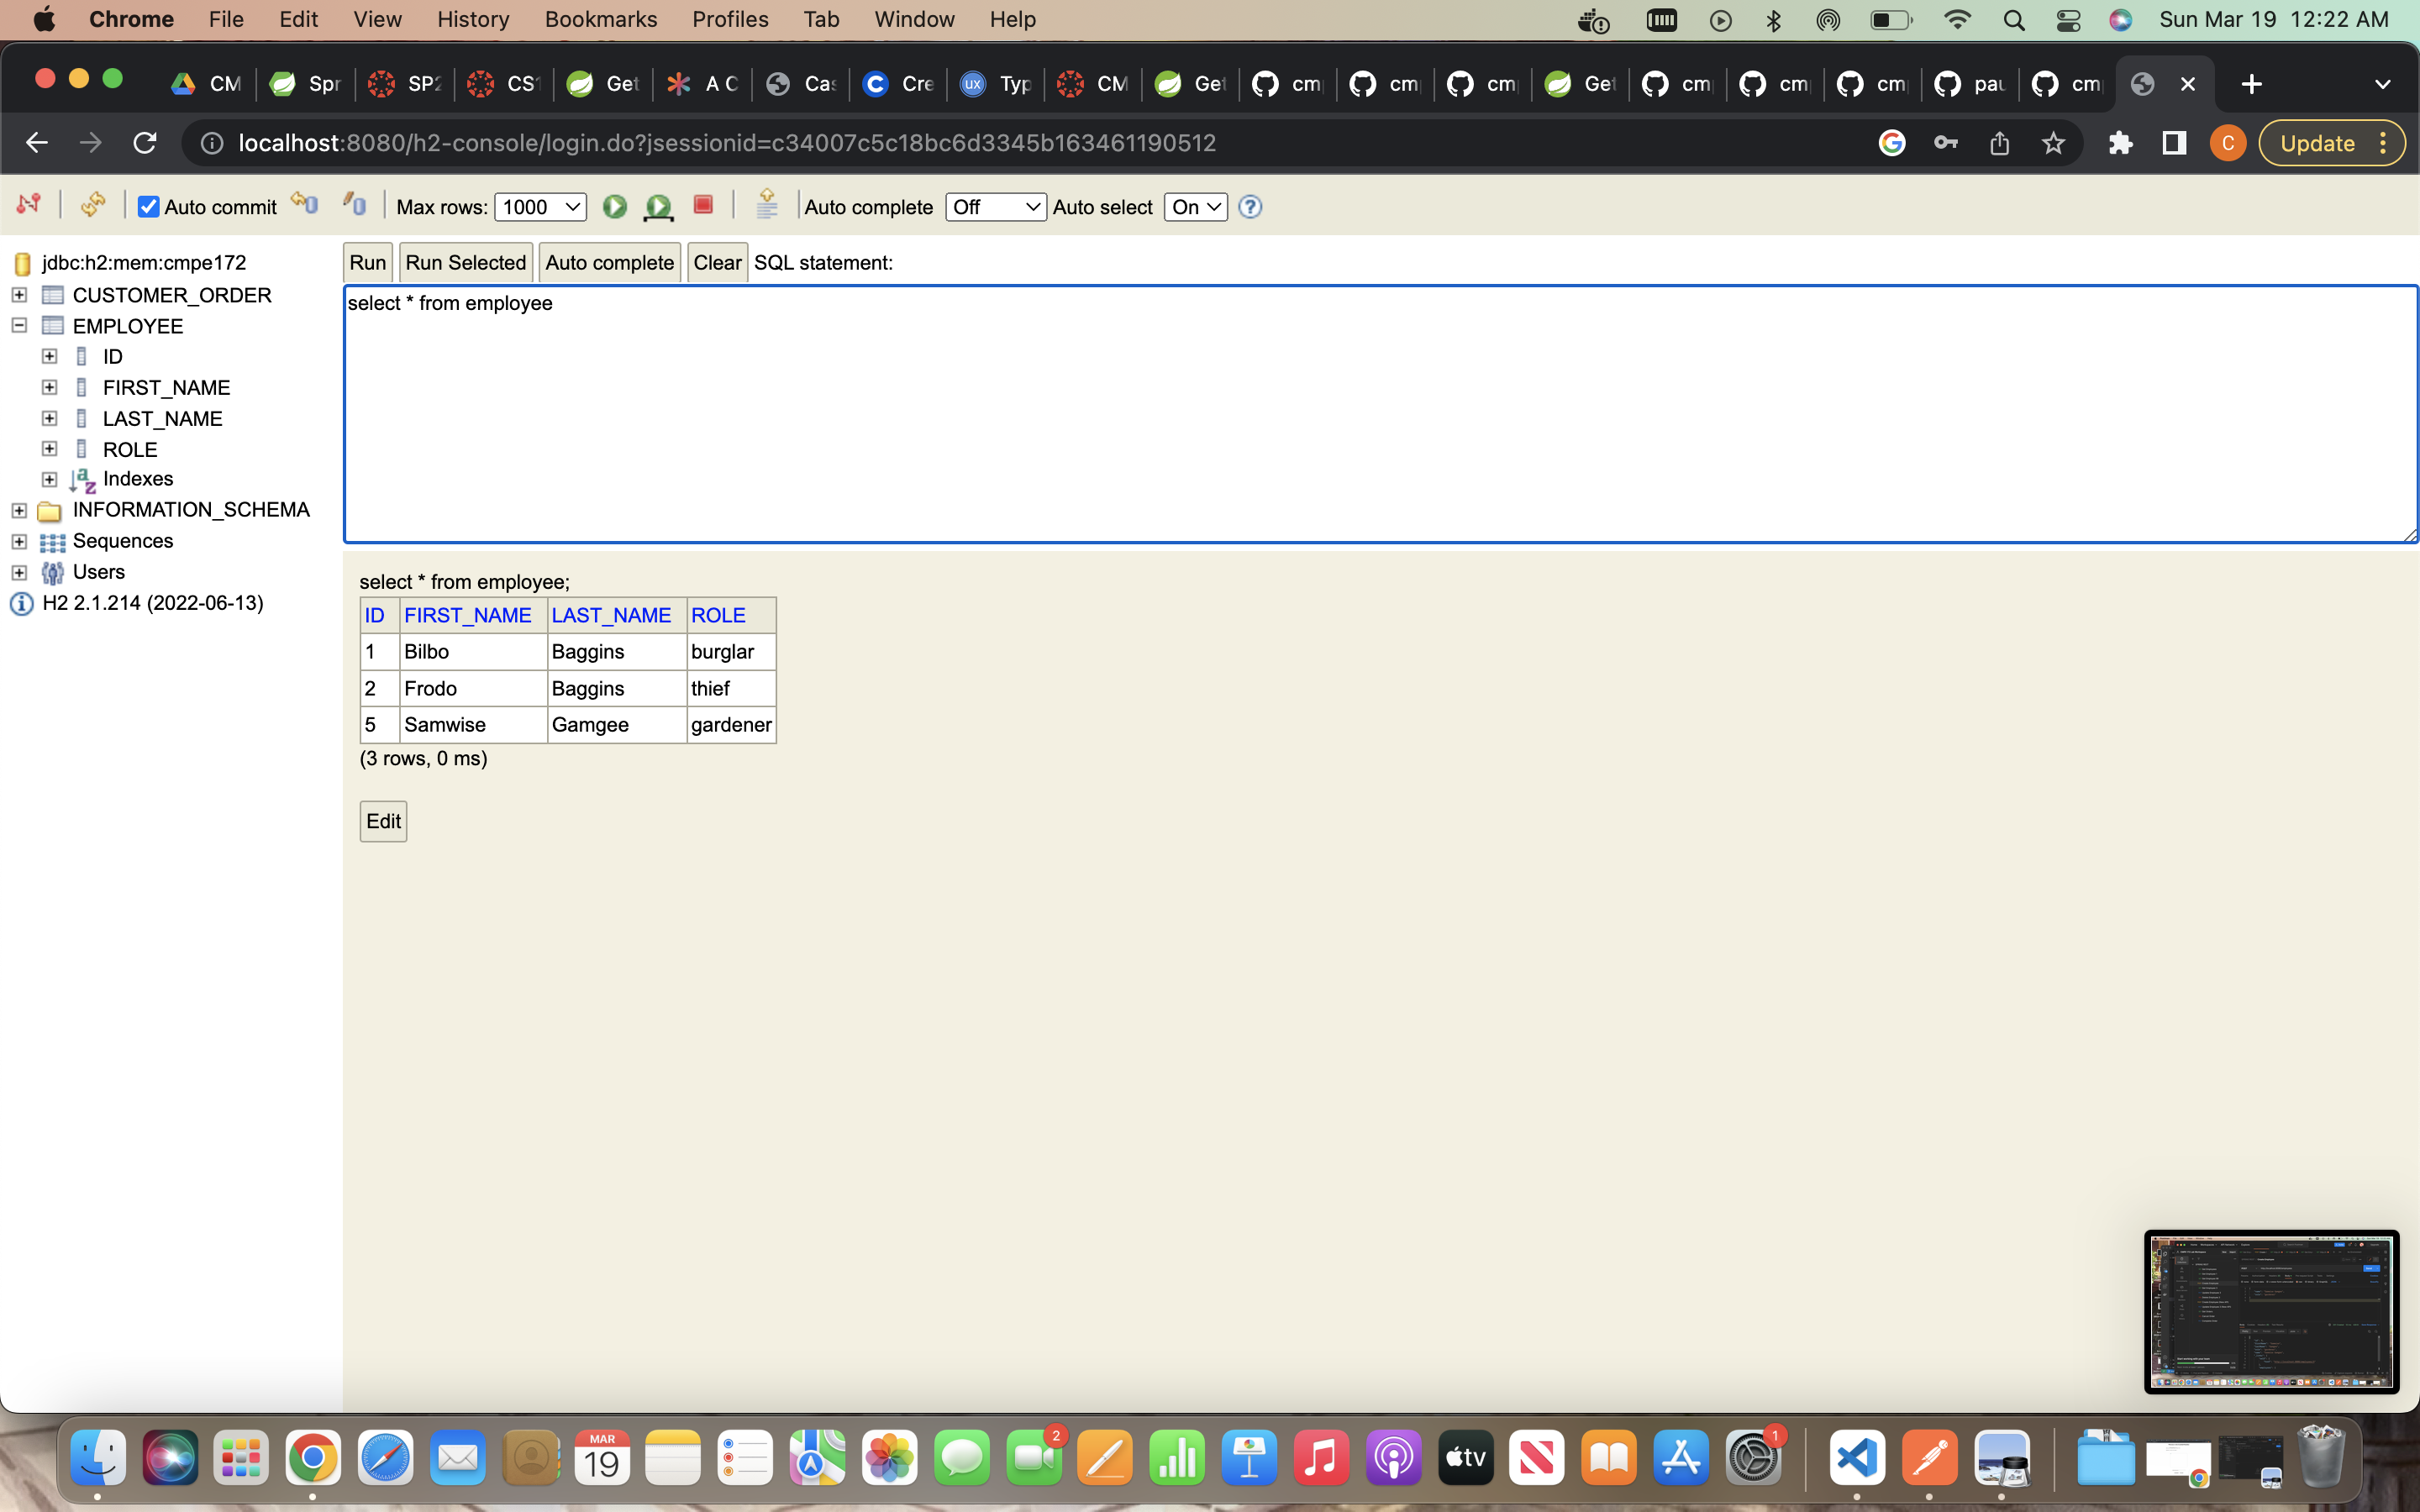 Chrome File Edit View History Bookmarks Profiles Tab Window Help Sun Mar 19 12:22 AM
CM Spr SP2 CS1 Get A C Cas Cre ux Typ CM Get cm cm cm Get cm cm cm pau cm
localhost:8080/h2-console/login.do?jsessionid=c34007c5c18bc6d3345b163461190512 C Update
Auto commit Max rows: 1000 Auto complete Off Auto select On
jdbc:h2:mem:cmpe172
CUSTOMER_ORDER
EMPLOYEE
ID
FIRST_NAME
LAST_NAME
ROLE
Indexes
INFORMATION_SCHEMA
Sequences
Users
H2 2.1.214 (2022-06-13)
Run Run Selected Auto complete Clear SQL statement:
select * from employee
select * from employee;
ID FIRST_NAME LAST_NAME ROLE
1 Bilbo Baggins burglar
2 Frodo Baggins thief
5 Samwise Gamgee gardener
(3 rows, 0 ms)
Edit
MAR
19
2
tv
1